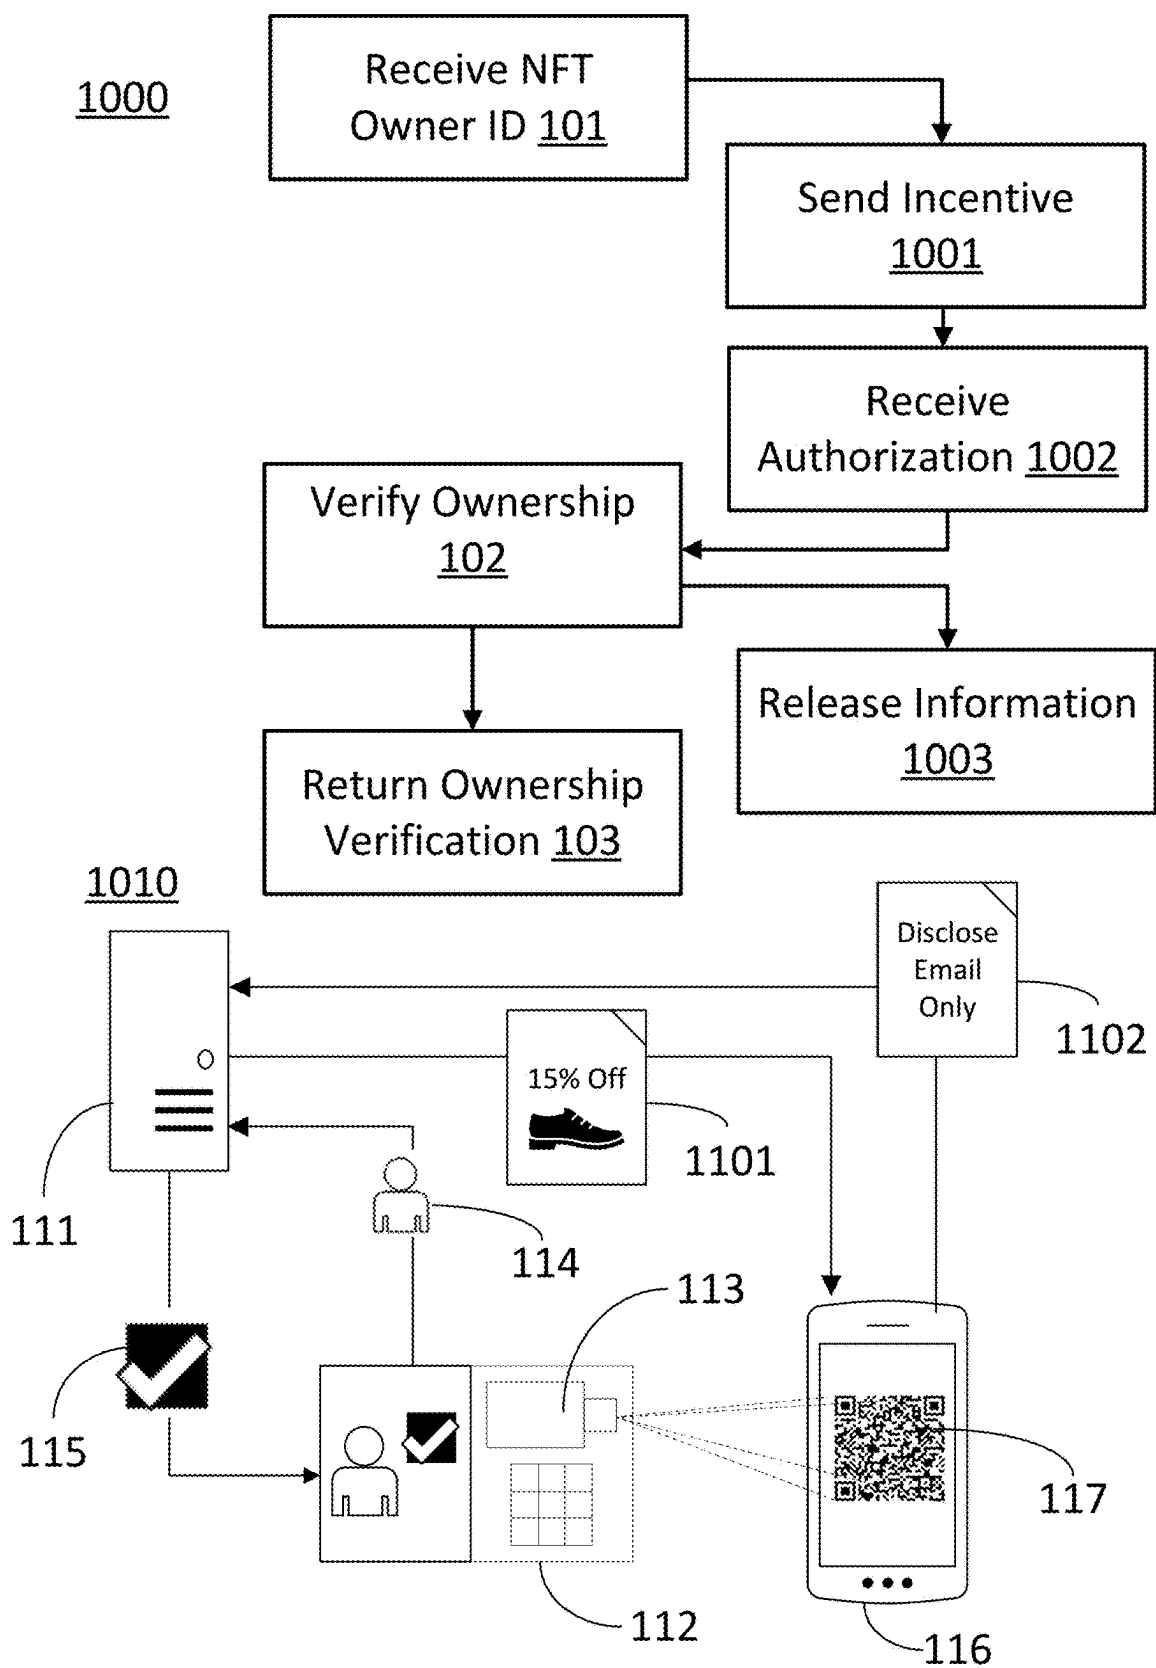 1000
Receive NFT
Owner ID 101
Send Incentive
1001
Receive
Authorization 1002
Verify Ownership
102
Release Information
1003
Return Ownership
Verification 103
1010
Disclose
Email
Only
1102
15% Off
1101
111
114
113
115
117
112
116